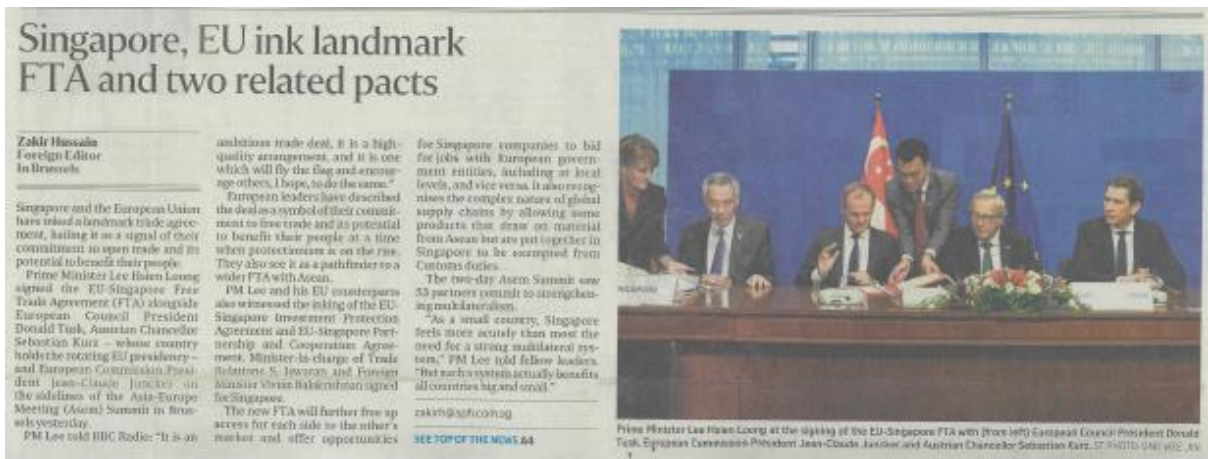 Singapore, EU ink landmark
FTA and two related pacts
Zakir Hussain
Foreign Editor
In Brussels
Singapore and the European Union
have inked a landmark trade agree-
ment, hailing it as a signal of their
commitment to open trade and its
potential to benefit their people.
Prime Minister Lee Hsien Loong
signed the EU-Singapore Free
Trade Agreement (FTA) alongside
European Council President
Donald Tusk, Austrian Chancellor
Sebastian Kurz – whose country
holds the rotating EU presidency –
and European Commission Presi-
dent Jean-Claude Juncker on
the sidelines of the Asia-Europe
Meeting (Asem) Summit in Brus-
sels yesterday.
PM Lee told BBC Radio: "It is an
ambitious trade deal, it is a high-
quality arrangement, and it is one
which will fly the flag and encour-
age others, I hope, to do the same."
European leaders have described
the deal as a symbol of their commit-
ment to free trade and its potential
to benefit their people at a time
when protectionism is on the rise.
They also see it as a pathfinder to a
wider FTA with Asean.
PM Lee and his EU counterparts
also witnessed the inking of the EU-
Singapore Investment Protection
Agreement and EU-Singapore Part-
nership and Cooperation Agree-
ment. Minister-in-charge of Trade
Relations S. Iswaran and Foreign
Minister Vivian Balakrishnan signed
for Singapore.
The new FTA will further free up
access for each side to the other's
market and offer opportunities
for Singapore companies to bid
for jobs with European govern-
ment entities, including at local
levels, and vice versa. It also recog-
nises the complex nature of global
supply chains by allowing some
products that draw on material
from Asean but are put together in
Singapore to be exempted from
Customs duties.
The two-day Asem Summit saw
53 partners commit to strengthen-
ing multilateralism.
"As a small country, Singapore
feels more acutely than most the
need for a strong multilateral sys-
tem," PM Lee told fellow leaders.
"But such a system actually benefits
all countries big and small."
zakirh@sph.com.sg
SEE TOP OF THE NEWS A4
Prime Minister Lee Hsien Loong at the signing of the EU-Singapore FTA with (from left) European Council President Donald
Tusk, European Commission President Jean-Claude Juncker and Austrian Chancellor Sebastian Kurz. ST PHOTO: